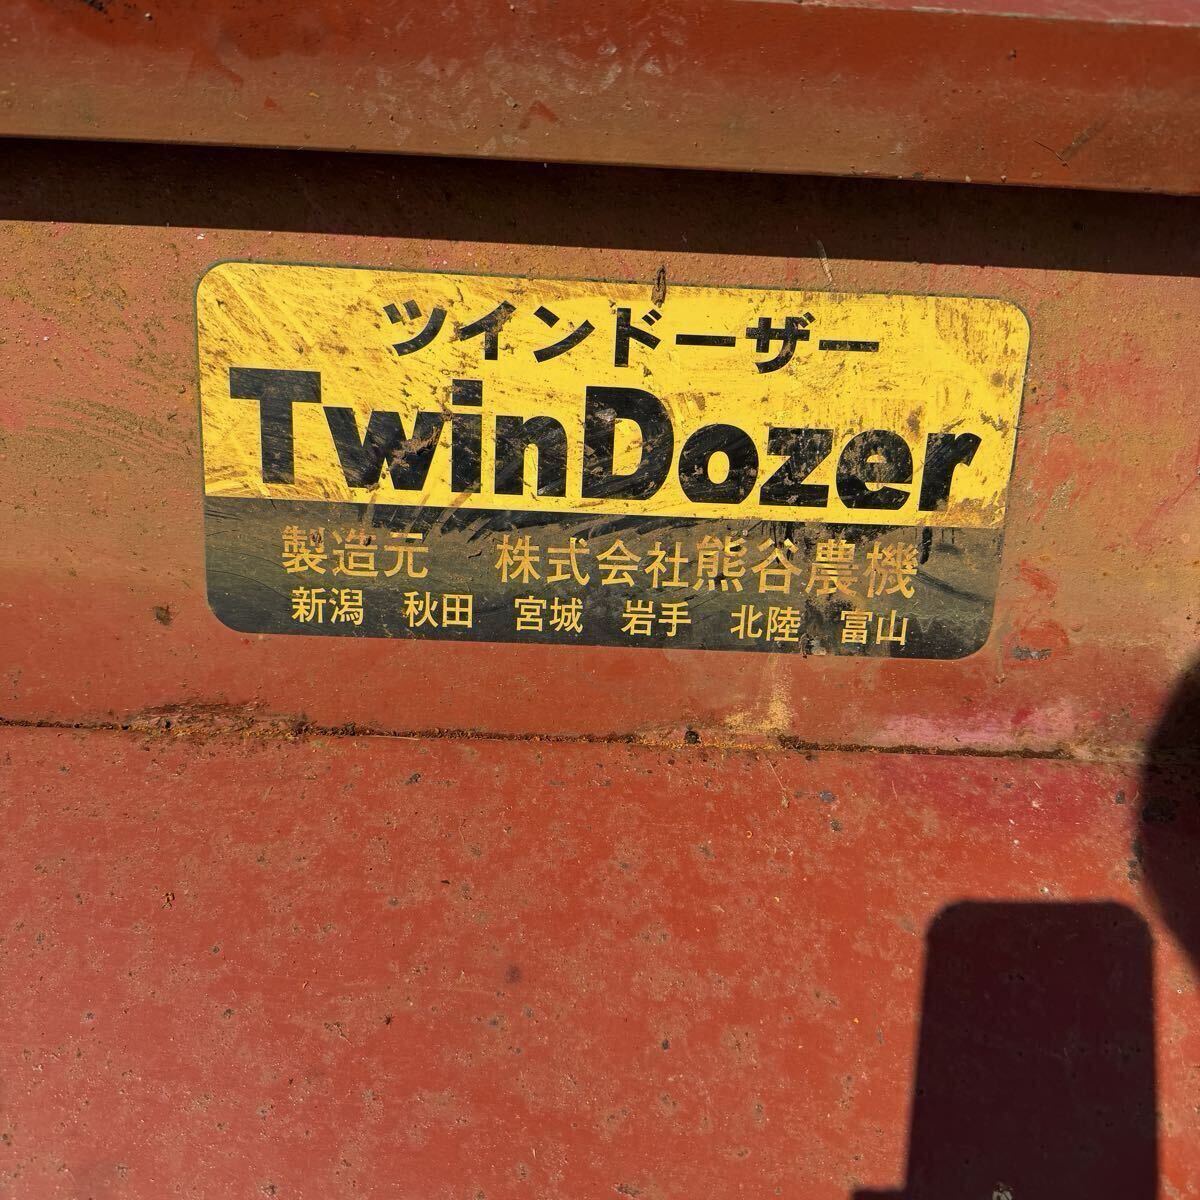 ツインドーザー
TwinDozer
製造元　株式会社熊谷農機
新潟　秋田　宮城　岩手　北陸　富山